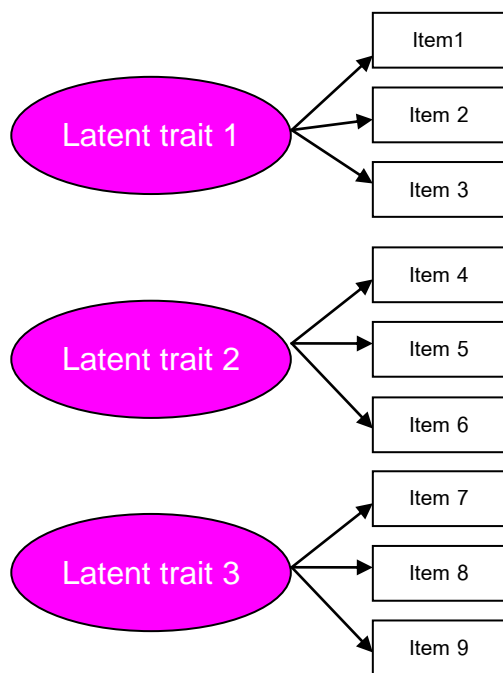 Item1
Latent trait 1
Item 2
Item 3
Item 4
Latent trait 2
Item 5
Item 6
Item 7
Latent trait 3
Item 8
Item 9